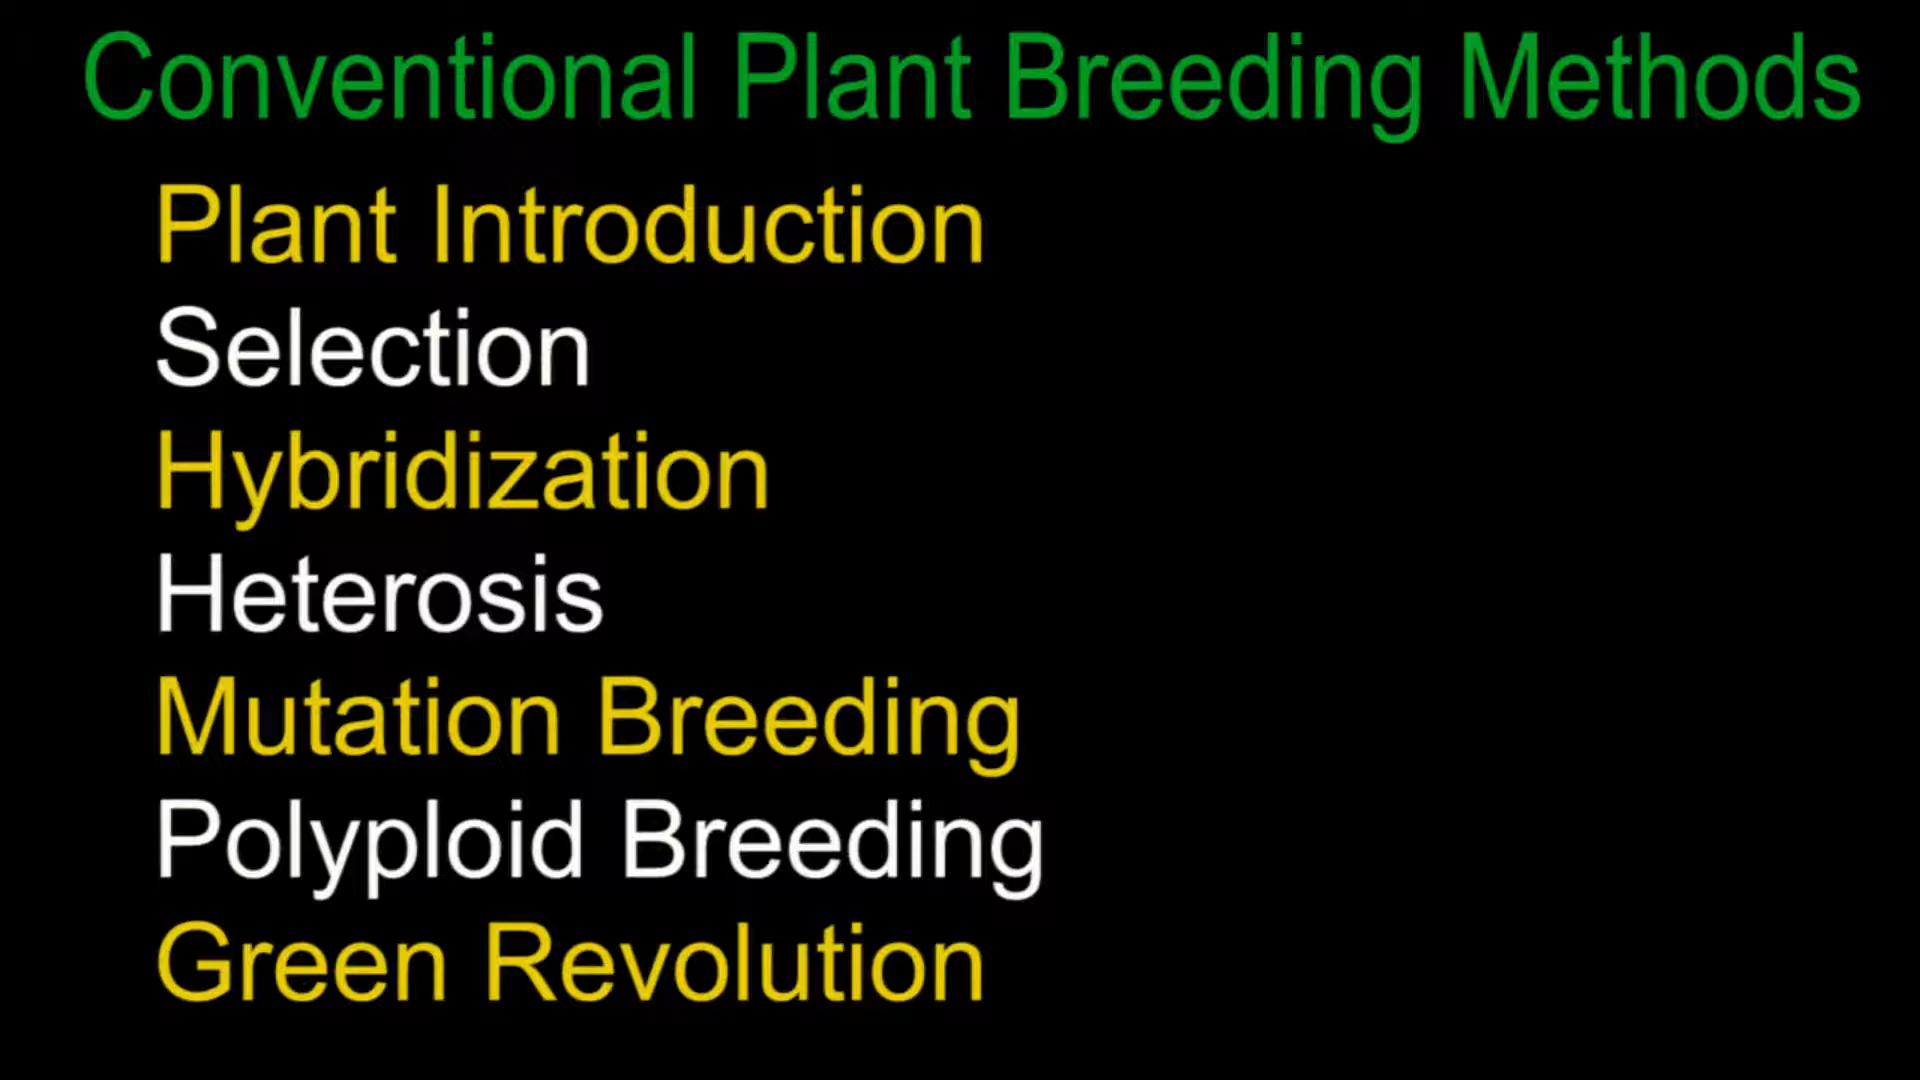 Conventional Plant Breeding Methods
Plant Introduction
Selection
Hybridization
Heterosis
Mutation Breeding
Polyploid Breeding
Green Revolution